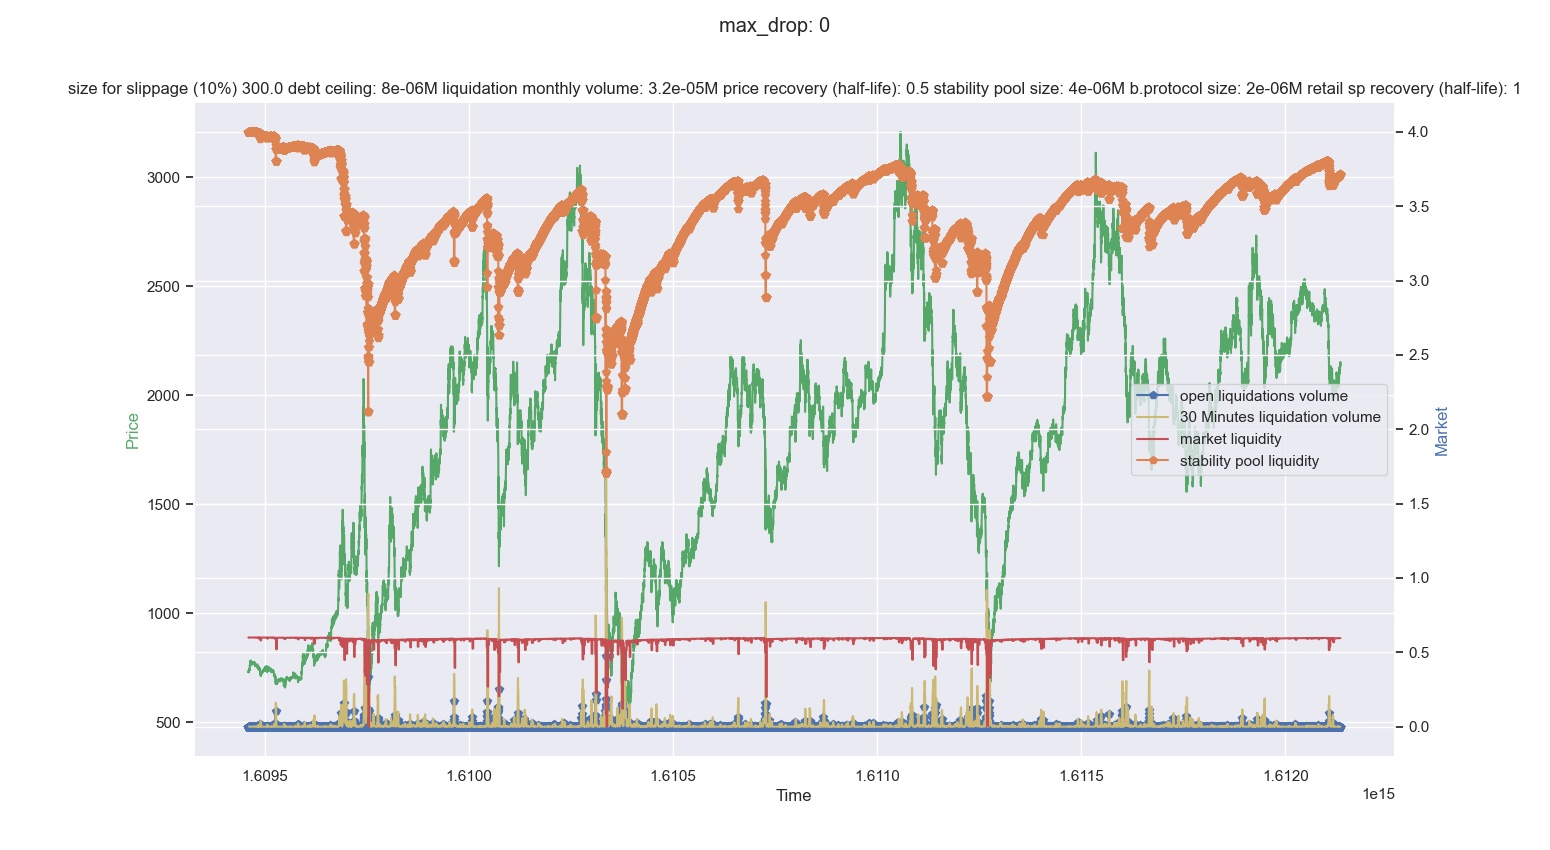 max_drop: 0
size for slippage (10%) 300.0 debt ceiling: 8e-06M liquidation monthly volume: 3.2e-05M price recovery (half-life): 0.5 stability pool size: 4e-06M b.protocol size: 2e-06M retail sp recovery (half-life): 1
4.0
3000
3.5
3.0
2500
2.5
2000
open liquidations volume
30 Minutes liquidation volume
market liquidity
stability pool liquidity
Price
Market
2.0
1500
1.5
1.0
1000
0.5
500
0.0
1.6095 1.6100 1.6105 1.6110 1.6115 1.6120
Time
1e15